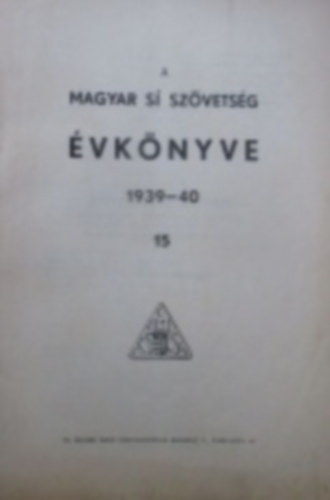 A
MAGYAR SÍ SZÖVETSÉG
ÉVKÖNYVE
1939–40
15